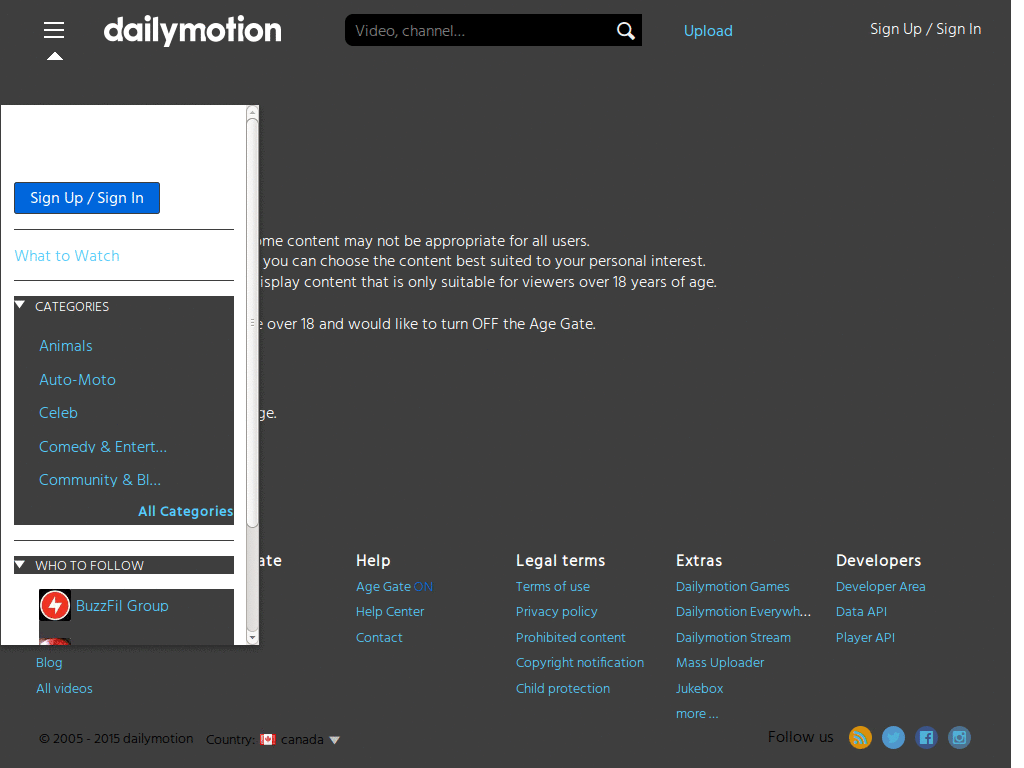 dailymotion
Video, channel...
Upload
Sign Up / Sign In
Sign Up / Sign In
What to Watch
CATEGORIES
Animals
Auto-Moto
Celeb
Comedy & Entert...
Community & Bl...
All Categories
WHO TO FOLLOW
BuzzFil Group
ome content may not be appropriate for all users.
you can choose the content best suited to your personal interest.
isplay content that is only suitable for viewers over 18 years of age.
e over 18 and would like to turn OFF the Age Gate.
ge.
ate
Blog
All videos
Help
Age Gate ON
Help Center
Contact
Legal terms
Terms of use
Privacy policy
Prohibited content
Copyright notification
Child protection
Extras
Dailymotion Games
Dailymotion Everywh...
Dailymotion Stream
Mass Uploader
Jukebox
more ...
Developers
Developer Area
Data API
Player API
© 2005 - 2015 dailymotion Country: canada
Follow us